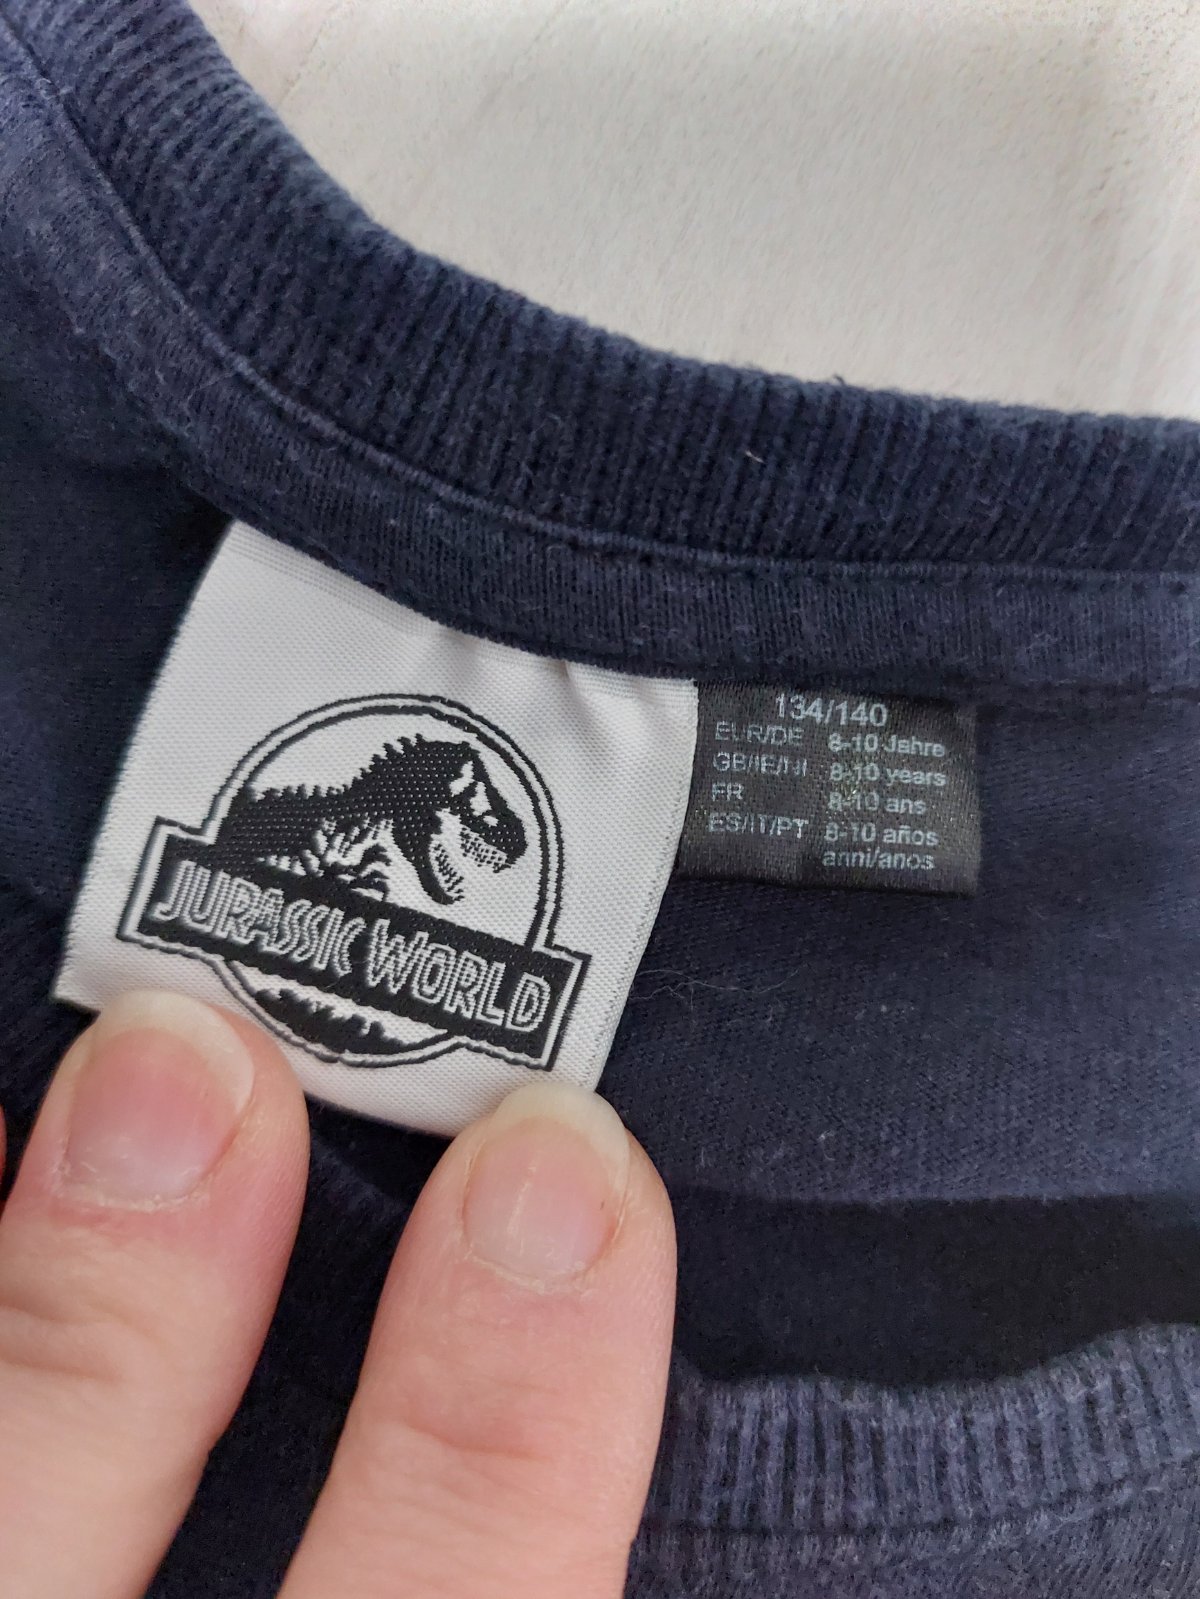 JURASSIC WORLD
134/140
EUR/DE 8-10 Jahre
GB/IE/NI 8-10 years
FR 8-10 ans
ES/IT/PT 8-10 años
anni/anos